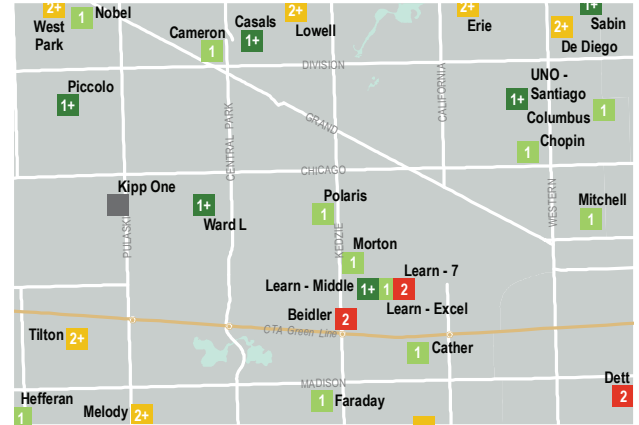 2+
West
Park
1
Nobel
Cameron
1
Casals
1+
2+
Lowell
2+
Erie
1+
Sabin
2+
De Diego
DIVISION
Piccolo
1+
UNO -
Santiago
1+
Columbus
1
Chopin
1
GRAND
CALIFORNIA
CENTRAL PARK
CHICAGO
Kipp One
1+
Ward L
Polaris
1
Mitchell
1
WESTERN
PULASKI
KEDZIE
Morton
1
Learn - Middle
1+
1
2
Learn - 7
Learn - Excel
Beidler
2
CTA Green Line
Tilton
2+
1
Cather
MADISON
Dett
2
Hefferan
1
Melody
2+
1
Faraday